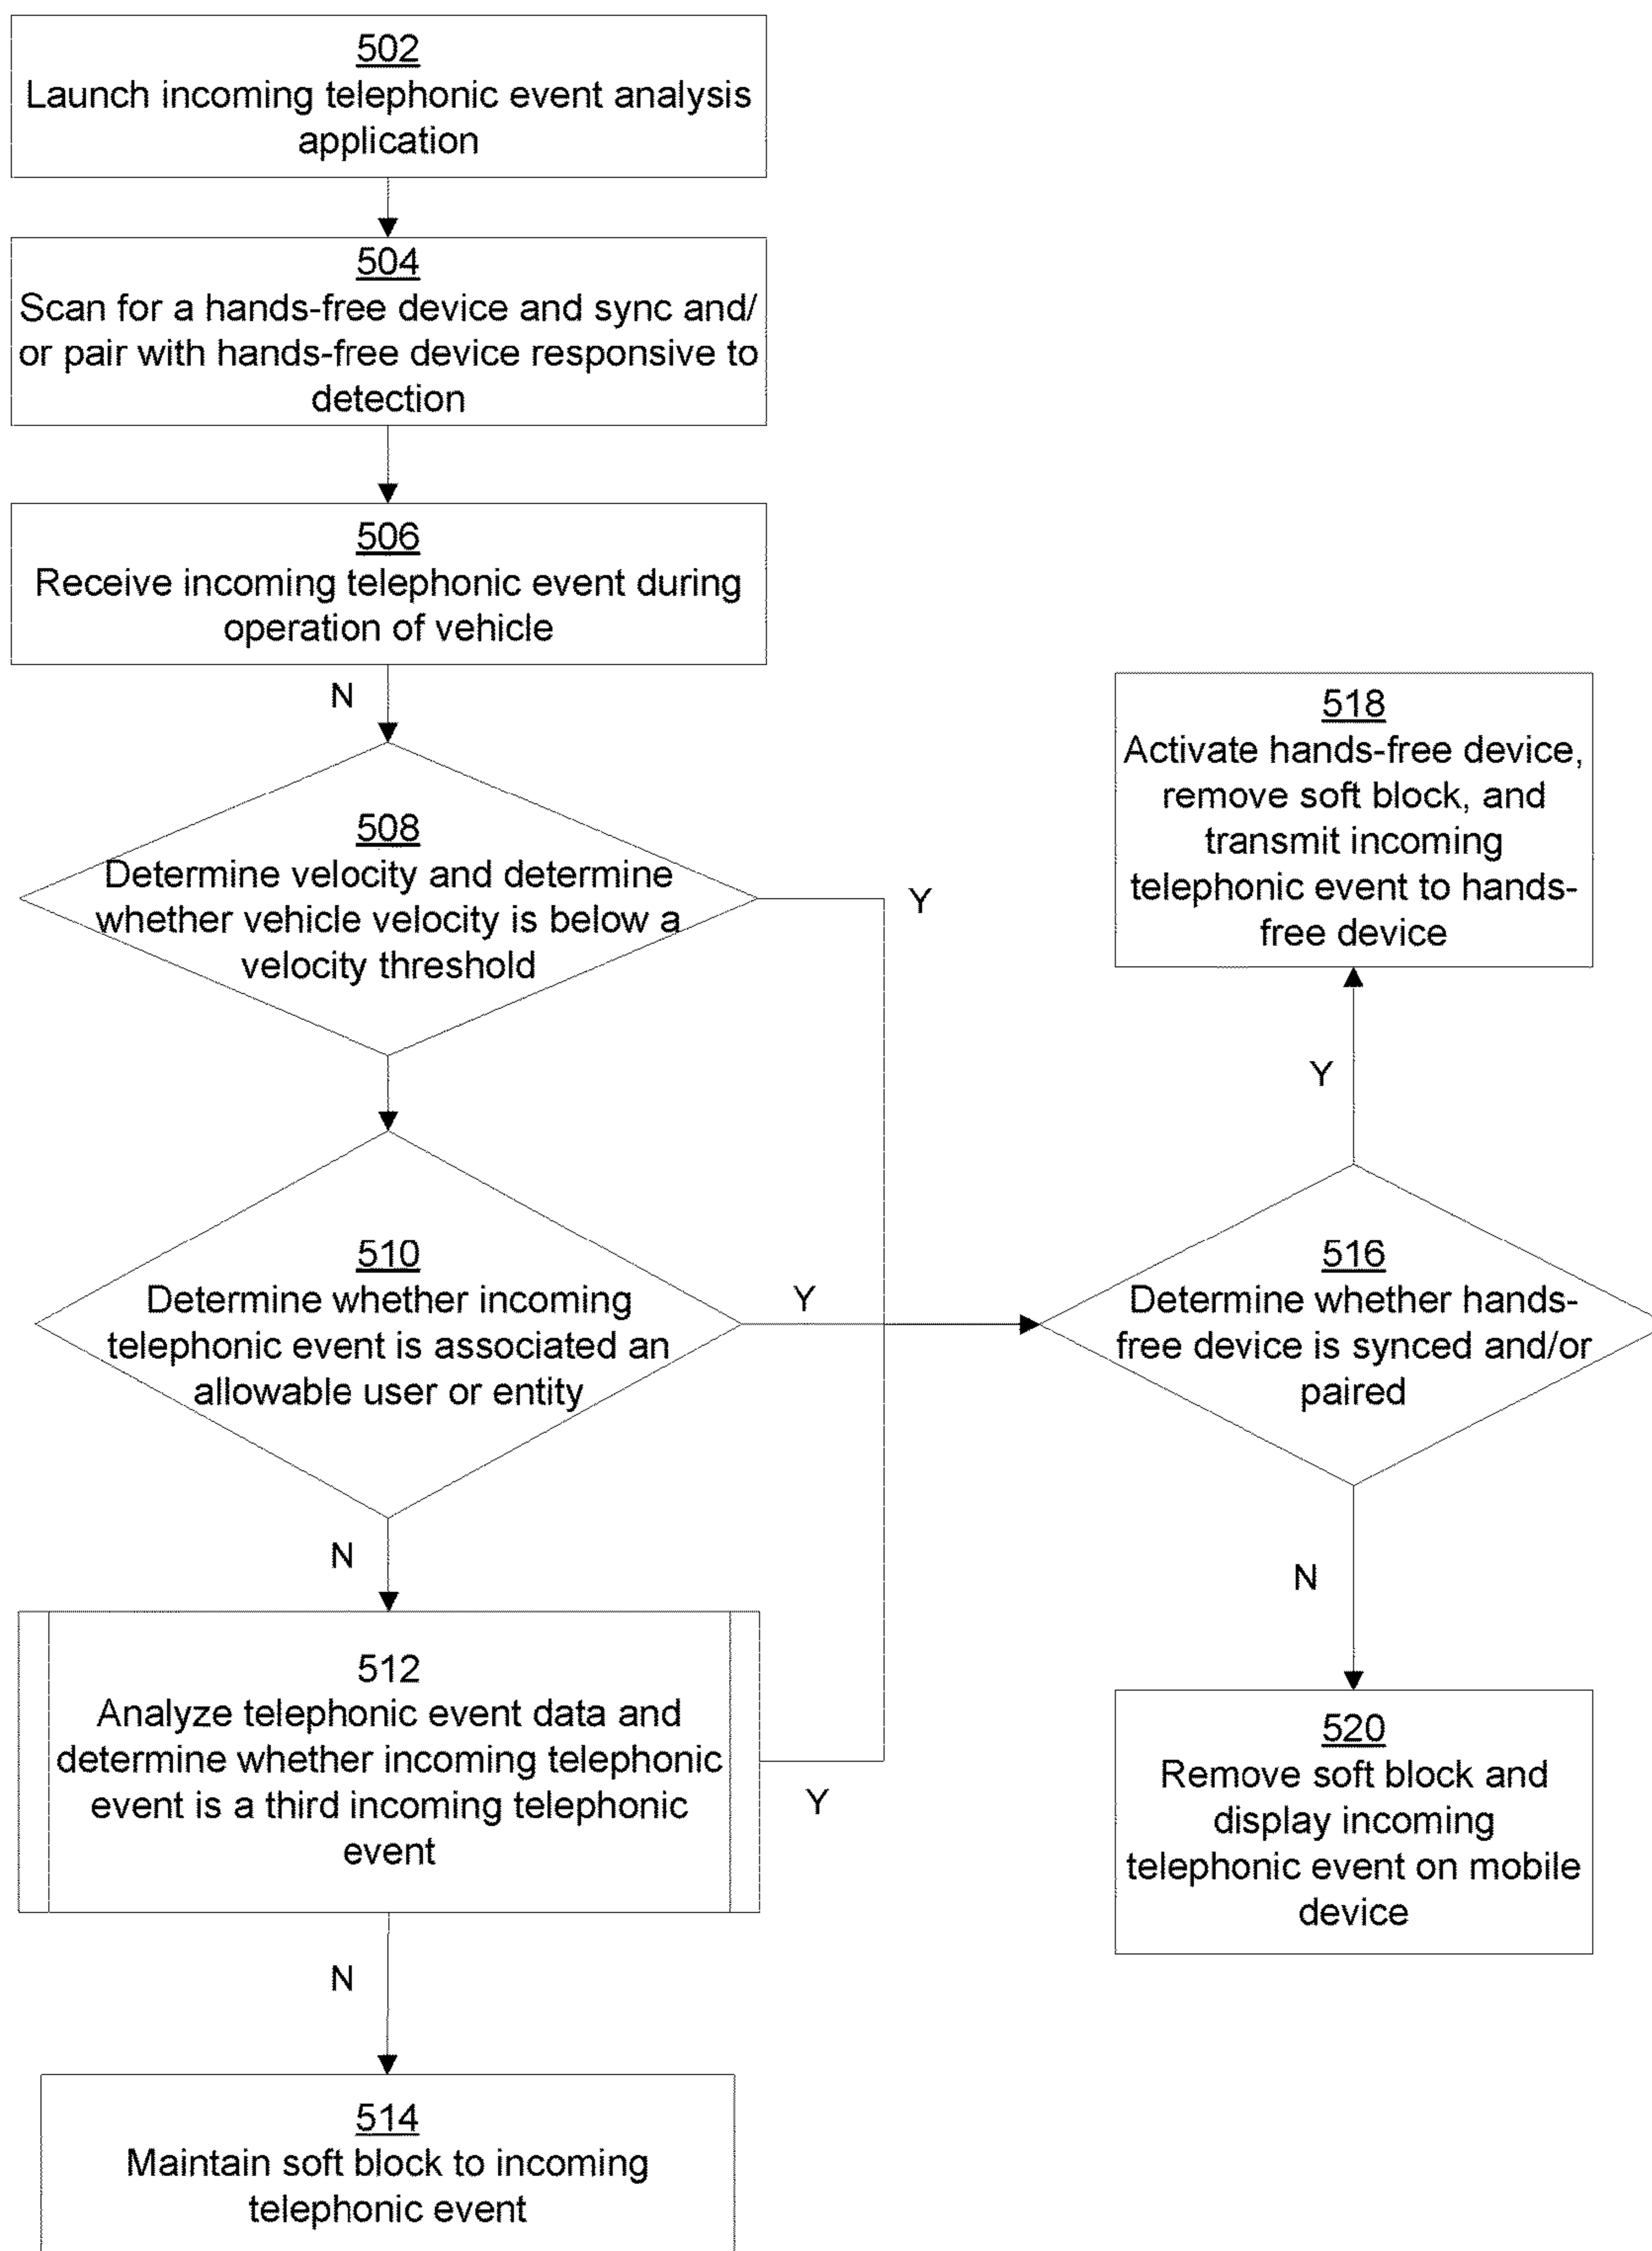 502
Launch incoming telephonic event analysis
application
504
Scan for a hands-free device and sync and/
or pair with hands-free device responsive to
detection
506
Receive incoming telephonic event during
operation of vehicle
N
508
Determine velocity and determine
whether vehicle velocity is below a
velocity threshold
Y
510
Determine whether incoming
telephonic event is associated an
allowable user or entity
Y
N
512
Analyze telephonic event data and
determine whether incoming telephonic
event is a third incoming telephonic
event
Y
N
514
Maintain soft block to incoming
telephonic event
518
Activate hands-free device,
remove soft block, and
transmit incoming
telephonic event to hands-
free device
Y
516
Determine whether hands-
free device is synced and/or
paired
N
520
Remove soft block and
display incoming
telephonic event on mobile
device